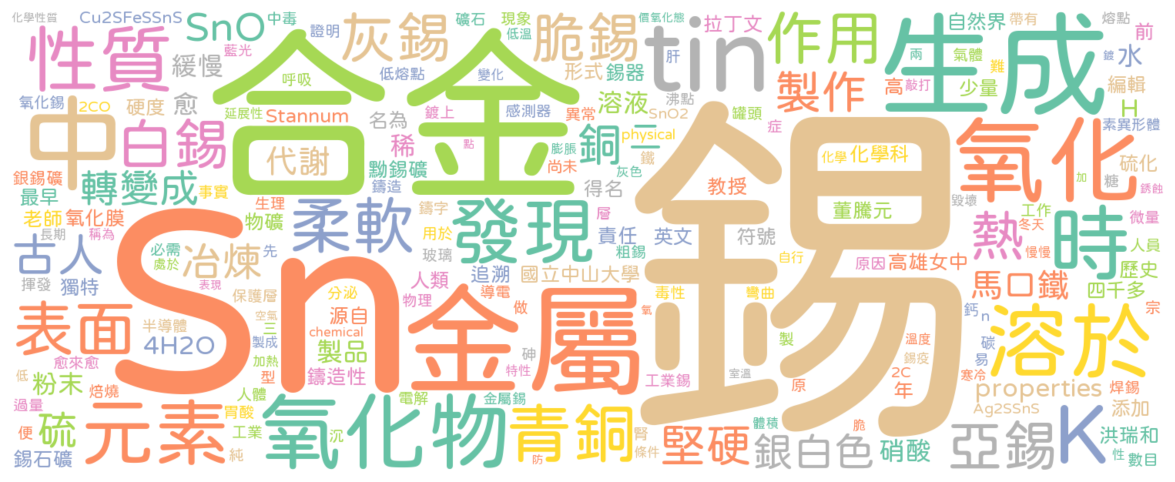 化學性質
Cu2SFeSSnS
SnO
中毒
灰錫
礦石
現象
低溫
脆錫
價氧化態
tin
拉丁文
作用
自然界
帶有
熔點
前
性質
證明
藍光
緩慢
合金
呼吸
低熔點
變化
形式
錫器
肝
兩
氣體
鍍
難
生成
水
編輯
高
敲打
少量
H
氧化錫
2CO
硬度
愈
延展性
Stannum
名為
鍍上
感測器
異常
溶液
SnO2
罐頭
製作
素異形體
中
白錫
代謝
稀
點
膨脹
physical
症
鐵
錫
氧化
硫化
銀錫礦
最早
轉變成
黝錫礦
尚未
銅二
灰色
化學
化學科
糖
銹蝕
加
事實
鑄造
得名
教授
董騰元
毀壞
老師
氧化膜
物礦
生理
鑄字
柔軟
發現
層
責任
英文
符號
熱
時
工作
冬天
微量
人員
古人
長期
稱為
必需
處於
冶煉
先
用於
玻璃
粗錫
自行
原因
高雄女中
慢慢
歷史
揮發
獨特
表現
Sn
人類
追溯
國立中山大學
物理
導電
毒性
彎曲
馬口鐵
四千多
表面
保護層
分泌
空氣
半導體
三
源自
金屬
做
氧
鈣
n
宗
4H2O
製成
chemical
製品
砷
製
溫度
碳
溶於
愈來愈
加熱
特性
錫疫
易
低
粉末
焙燒
型
鑄造性
工業錫
室溫
原
2C
寒冷
焊錫
過量
人體
電解
金屬錫
年
properties
元素
胃酸
氧化物
青銅
體積
脆
Ag2SSnS
添加
便
硫
工業
沉
腎
堅硬
銀白色
硝酸
亞錫
K
洪瑞和
錫石礦
純
防
條件
性
數目